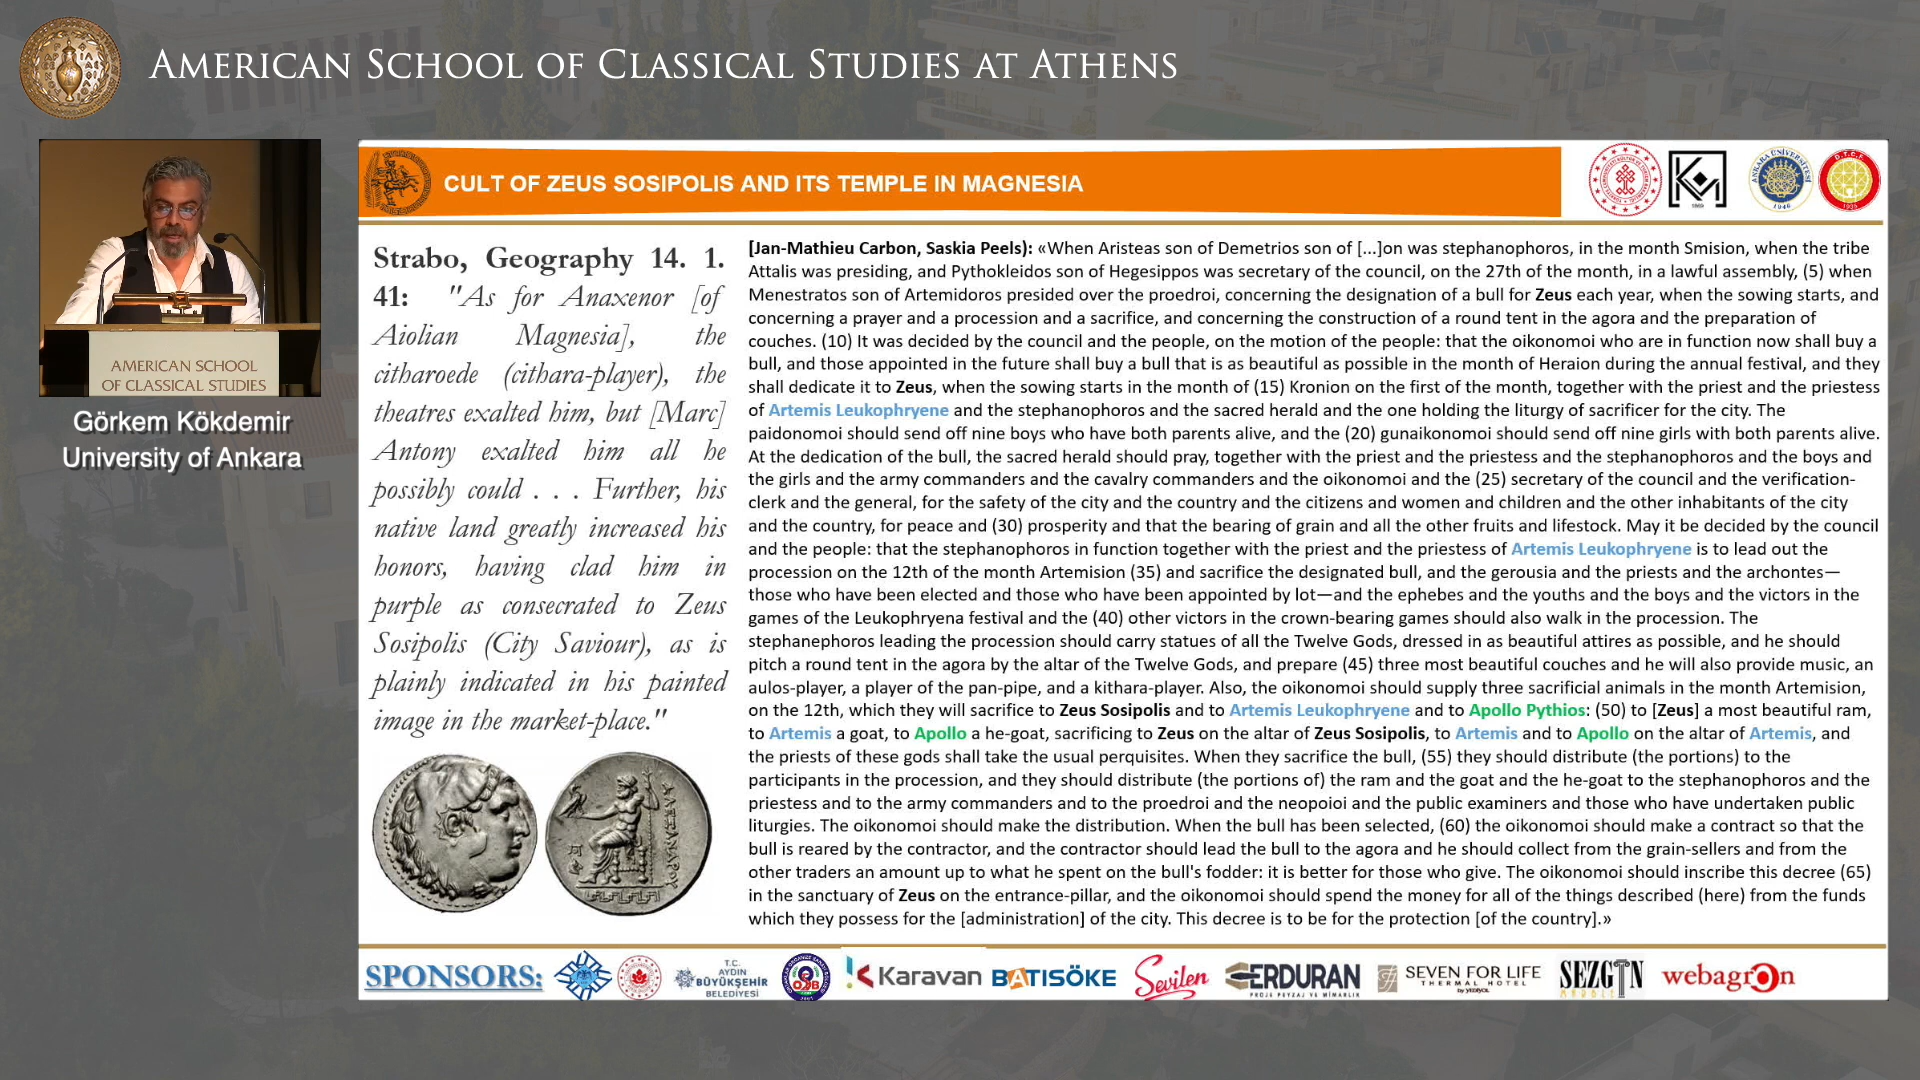 AMERICAN SCHOOL OF CLASSICAL STUDIES AT ATHENS
AMERICAN SCHOOL
OF CLASSICAL STUDIES
Görkem Kökdemir
University of Ankara
CULT OF ZEUS SOSIPOLIS AND ITS TEMPLE IN MAGNESIA
ANKARA ÜNİVERSİTESİ
1946
D.T.C.F.
1935
Strabo, Geography 14. 1.
41: "As for Anaxenor [of
Aiolian Magnesia], the
citharoede (cithara-player), the
theatres exalted him, but [Marc]
Antony exalted him all he
possibly could . . . Further, his
native land greatly increased his
honors, having clad him in
purple as consecrated to Zeus
Sosipolis (City Saviour), as is
plainly indicated in his painted
image in the market-place."
ΑΛΕΞΑΝΔΡΟΥ
[Jan-Mathieu Carbon, Saskia Peels): «When Aristeas son of Demetrios son of [...]on was stephanophoros, in the month Smision, when the tribe
Attalis was presiding, and Pythokleidos son of Hegesippos was secretary of the council, on the 27th of the month, in a lawful assembly, (5) when
Menestratos son of Artemidoros presided over the proedroi, concerning the designation of a bull for Zeus each year, when the sowing starts, and
concerning a prayer and a procession and a sacrifice, and concerning the construction of a round tent in the agora and the preparation of
couches. (10) It was decided by the council and the people, on the motion of the people: that the oikonomoi who are in function now shall buy a
bull, and those appointed in the future shall buy a bull that is as beautiful as possible in the month of Heraion during the annual festival, and they
shall dedicate it to Zeus, when the sowing starts in the month of (15) Kronion on the first of the month, together with the priest and the priestess
of Artemis Leukophryene and the stephanophoros and the sacred herald and the one holding the liturgy of sacrificer for the city. The
paidonomoi should send off nine boys who have both parents alive, and the (20) gunaikonomoi should send off nine girls with both parents alive.
At the dedication of the bull, the sacred herald should pray, together with the priest and the priestess and the stephanophoros and the boys and
the girls and the army commanders and the cavalry commanders and the oikonomoi and the (25) secretary of the council and the verification-
clerk and the general, for the safety of the city and the country and the citizens and women and children and the other inhabitants of the city
and the country, for peace and (30) prosperity and that the bearing of grain and all the other fruits and lifestock. May it be decided by the council
and the people: that the stephanophoros in function together with the priest and the priestess of Artemis Leukophryene is to lead out the
procession on the 12th of the month Artemision (35) and sacrifice the designated bull, and the gerousia and the priests and the archontes—
those who have been elected and those who have been appointed by lot—and the ephebes and the youths and the boys and the victors in the
games of the Leukophryena festival and the (40) other victors in the crown-bearing games should also walk in the procession. The
stephanephoros leading the procession should carry statues of all the Twelve Gods, dressed in as beautiful attires as possible, and he should
pitch a round tent in the agora by the altar of the Twelve Gods, and prepare (45) three most beautiful couches and he will also provide music, an
aulos-player, a player of the pan-pipe, and a kithara-player. Also, the oikonomoi should supply three sacrificial animals in the month Artemision,
on the 12th, which they will sacrifice to Zeus Sosipolis and to Artemis Leukophryene and to Apollo Pythios: (50) to [Zeus] a most beautiful ram,
to Artemis a goat, to Apollo a he-goat, sacrificing to Zeus on the altar of Zeus Sosipolis, to Artemis and to Apollo on the altar of Artemis, and
the priests of these gods shall take the usual perquisites. When they sacrifice the bull, (55) they should distribute (the portions) to the
participants in the procession, and they should distribute (the portions of) the ram and the goat and the he-goat to the stephanophoros and the
priestess and to the army commanders and to the proedroi and the neopoioi and the public examiners and those who have undertaken public
liturgies. The oikonomoi should make the distribution. When the bull has been selected, (60) the oikonomoi should make a contract so that the
bull is reared by the contractor, and the contractor should lead the bull to the agora and he should collect from the grain-sellers and from the
other traders an amount up to what he spent on the bull's fodder: it is better for those who give. The oikonomoi should inscribe this decree (65)
in the sanctuary of Zeus on the entrance-pillar, and the oikonomoi should spend the money for all of the things described (here) from the funds
which they possess for the [administration] of the city. This decree is to be for the protection [of the country].»
SPONSORS:
T.C.
AYDIN
BÜYÜKŞEHİR
BELEDİYESİ
Karavan
BATISÖKE
Sevilen
ERDURAN
PROJE PEYZAJ VE MİMARLIK
SEVEN FOR LIFE
THERMAL HOTEL
SEZGIN
MARBLE
webagron